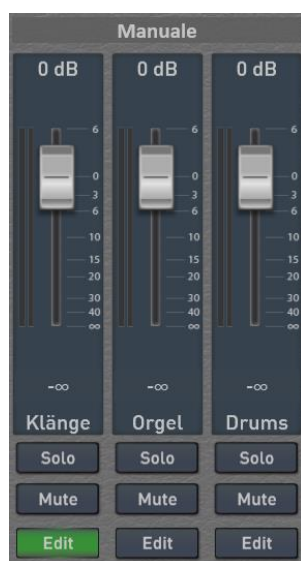 Manuale
0 dB 0 dB 0 dB
6 6 6
0 0 0
3 3 3
6 6 6
10 10 10
15 15 15
20 20 20
30 30 30
40 40 40
∞ ∞ ∞
-∞ -∞ -∞
Klänge Orgel Drums
Solo Solo Solo
Mute Mute Mute
Edit Edit Edit